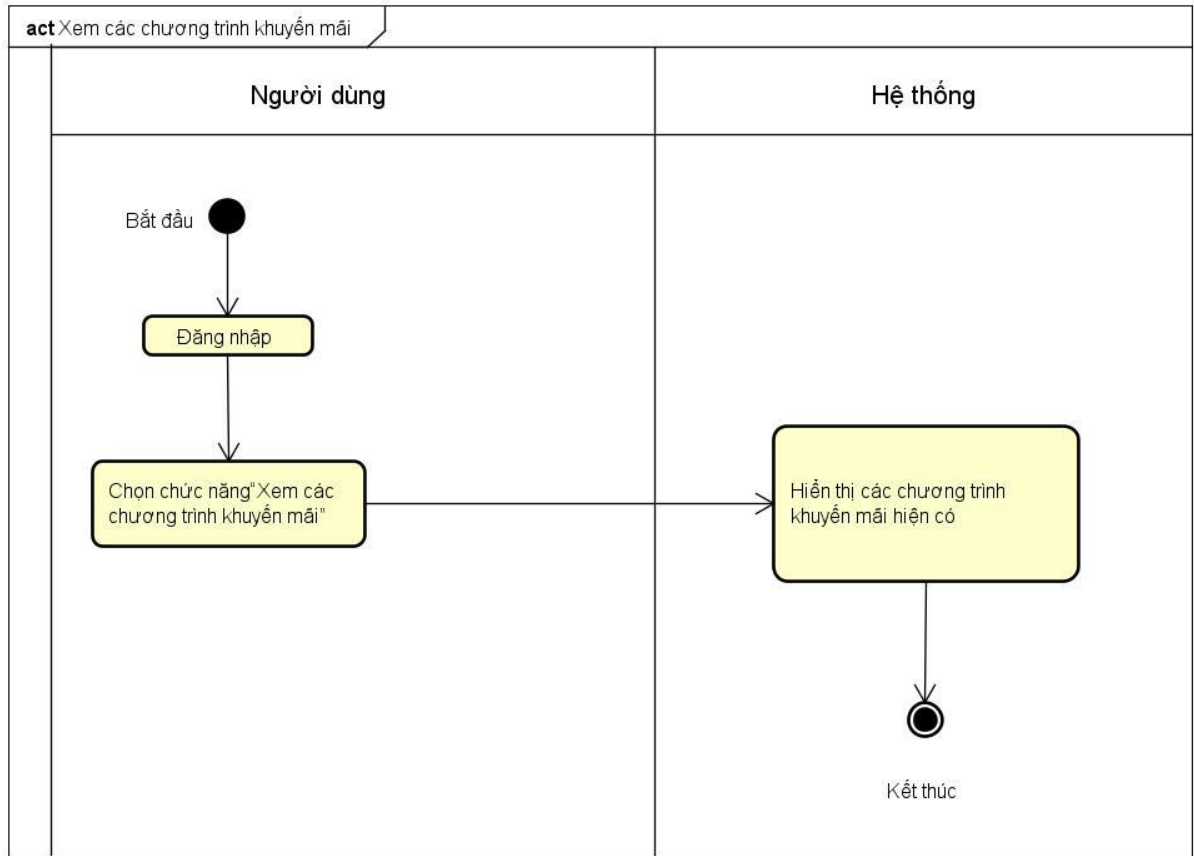 act Xem các chương trình khuyến mãi
Người dùng
Hệ thống
Bắt đầu
Đăng nhập
Chọn chức năng"Xem các
chương trình khuyến mãi"
Hiển thị các chương trình
khuyến mãi hiện có
Kết thúc